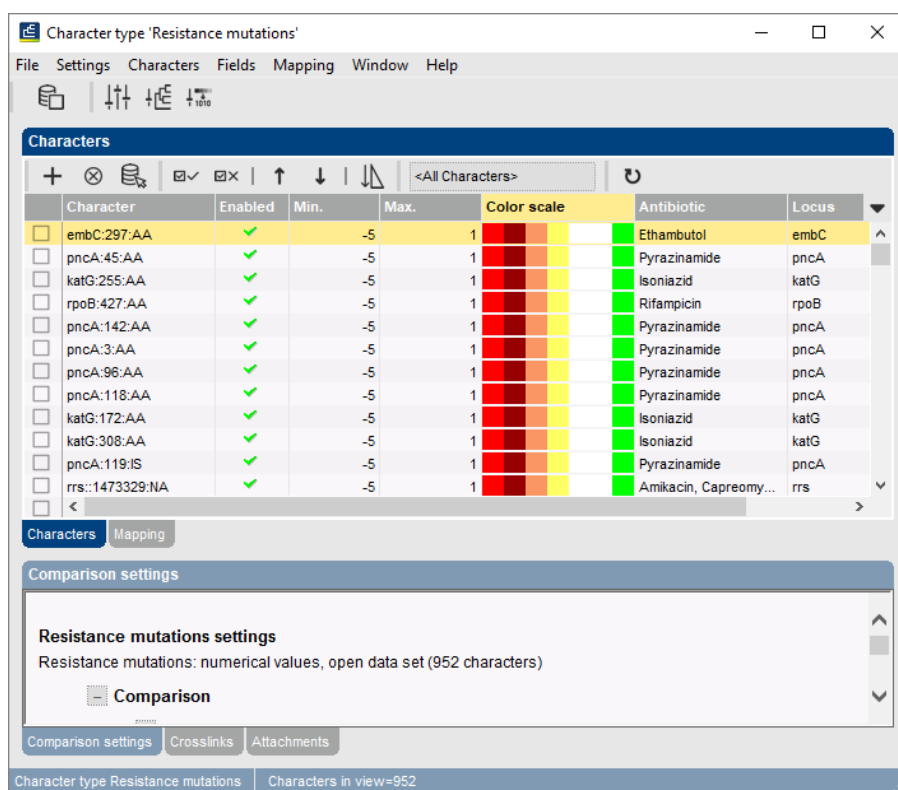 Character type 'Resistance mutations'
File Settings Characters Fields Mapping Window Help
1010
Characters
<All Characters>
Character Enabled Min. Max. Color scale Antibiotic Locus
embC:297:AA -5 1 Ethambutol embC
pncA:45:AA -5 1 Pyrazinamide pncA
katG:255:AA -5 1 Isoniazid katG
rpoB:427:AA -5 1 Rifampicin rpoB
pncA:142:AA -5 1 Pyrazinamide pncA
pncA:3:AA -5 1 Pyrazinamide pncA
pncA:96:AA -5 1 Pyrazinamide pncA
pncA:118:AA -5 1 Pyrazinamide pncA
katG:172:AA -5 1 Isoniazid katG
katG:308:AA -5 1 Isoniazid katG
pncA:119:IS -5 1 Pyrazinamide pncA
rrs::1473329:NA -5 1 Amikacin, Capreomy... rrs
Characters Mapping
Comparison settings
Resistance mutations settings
Resistance mutations: numerical values, open data set (952 characters)
Comparison
Comparison settings Crosslinks Attachments
Character type Resistance mutations Characters in view=952